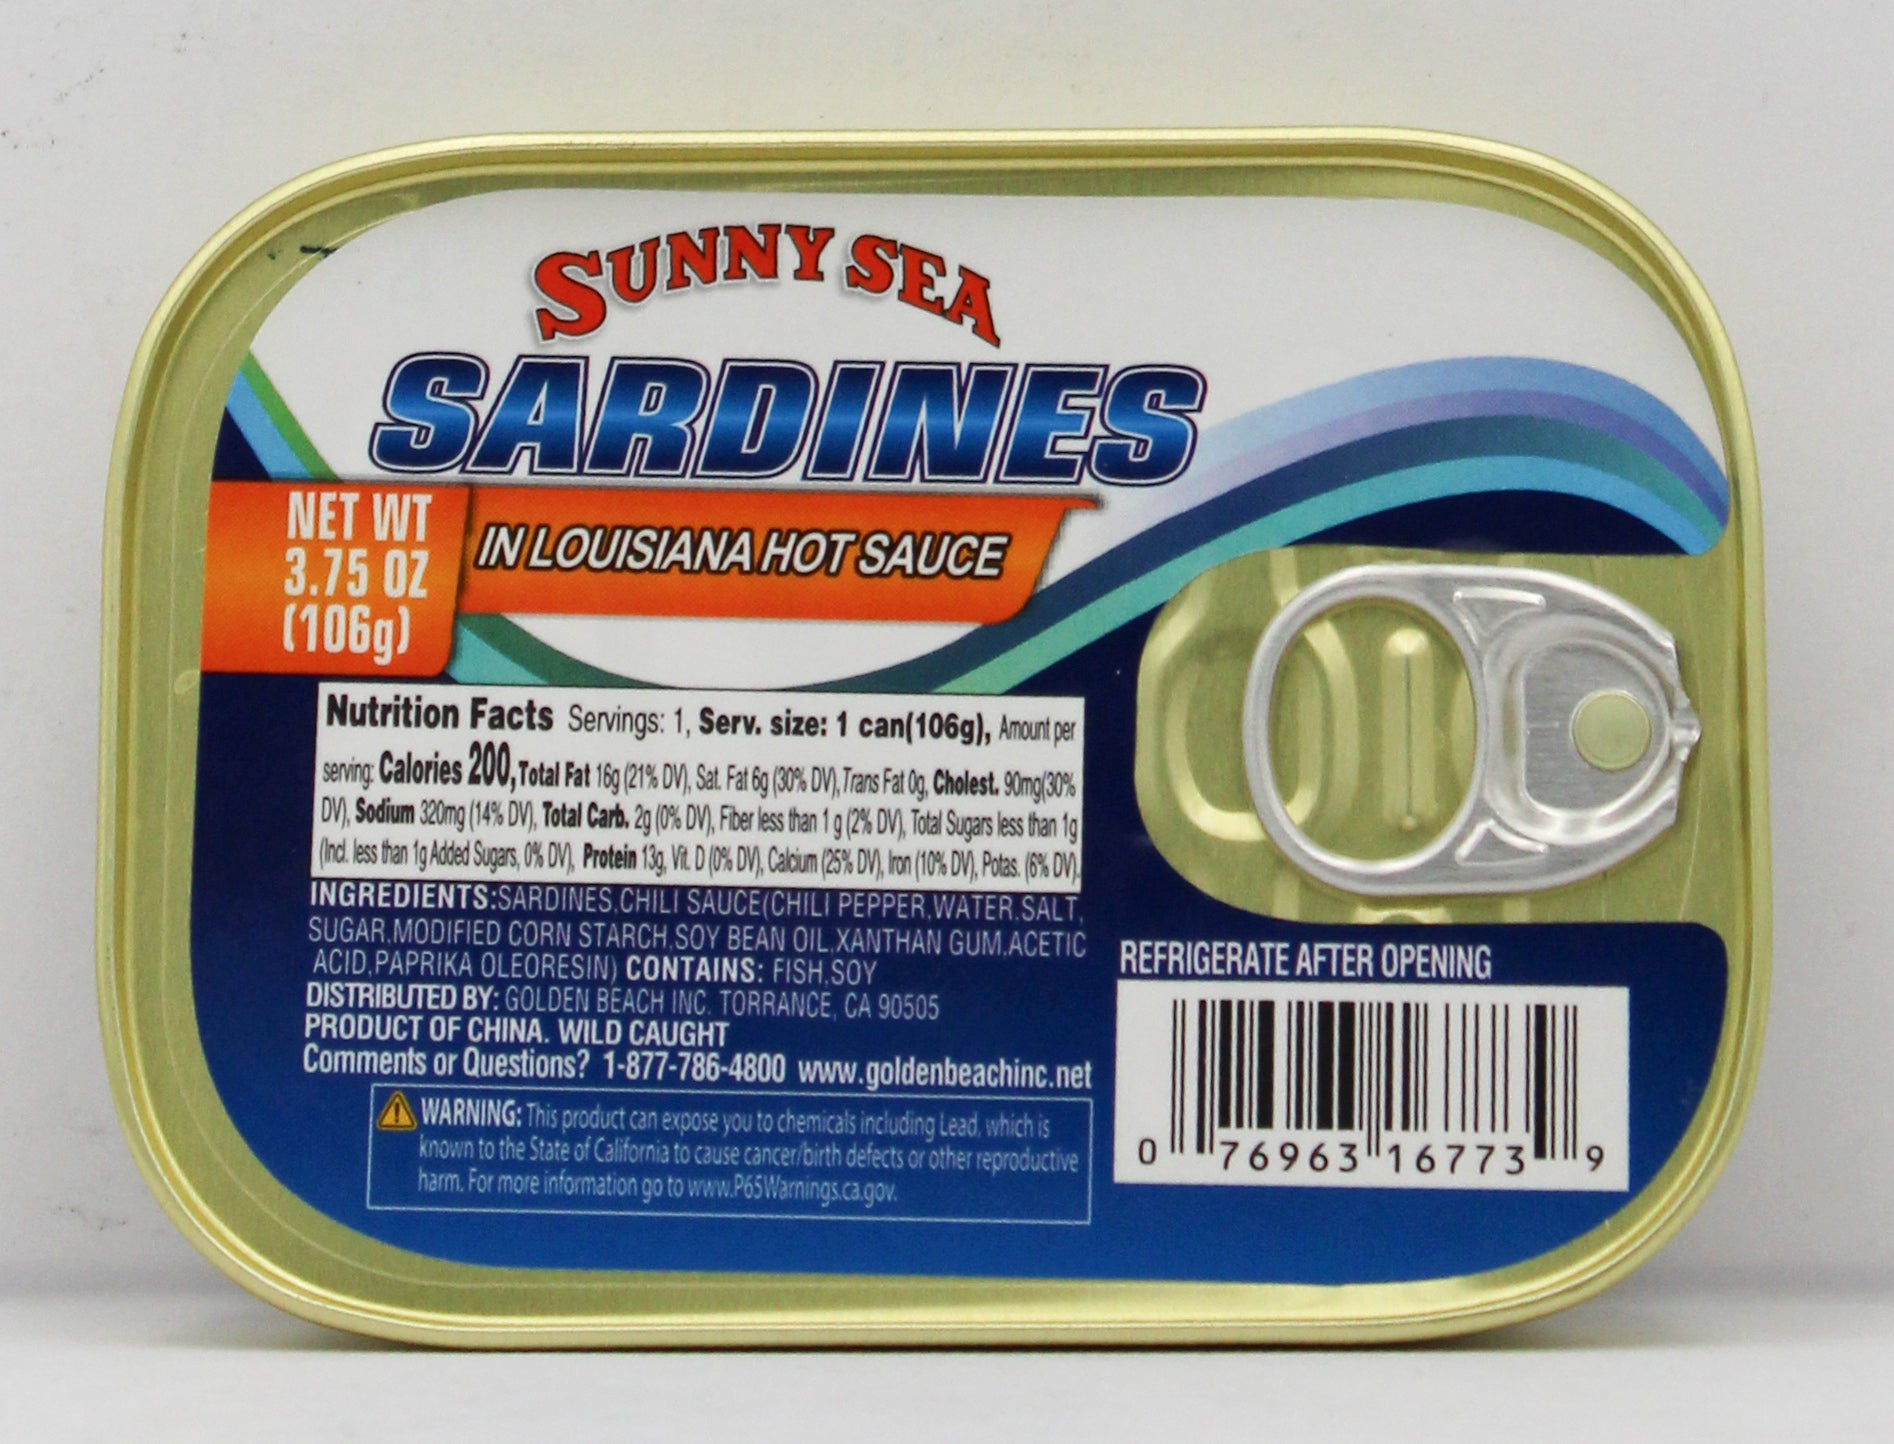 SUNNY SEA
SARDINES
NET WT
3.75 OZ
(106g)
IN LOUISIANA HOT SAUCE
Nutrition Facts Servings: 1, Serv. size: 1 can(106g), Amount per
serving: Calories 200, Total Fat 16g (21% DV), Sat. Fat 6g (30% DV), Trans Fat 0g, Cholest. 90mg(30%
DV), Sodium 320mg (14% DV), Total Carb. 2g (0% DV), Fiber less than 1 g (2% DV), Total Sugars less than 1g
(Incl. less than 1g Added Sugars, 0% DV), Protein 13g, Vit. D (0% DV), Calcium (25% DV), Iron (10% DV), Potas. (6% DV).
INGREDIENTS:SARDINES,CHILI SAUCE(CHILI PEPPER,WATER.SALT,
SUGAR,MODIFIED CORN STARCH,SOY BEAN OIL,XANTHAN GUM,ACETIC
ACID,PAPRIKA OLEORESIN) CONTAINS: FISH,SOY
DISTRIBUTED BY: GOLDEN BEACH INC. TORRANCE, CA 90505
PRODUCT OF CHINA. WILD CAUGHT
Comments or Questions? 1-877-786-4800 www.goldenbeachinc.net
WARNING: This product can expose you to chemicals including Lead, which is
known to the State of California to cause cancer/birth defects or other reproductive
harm. For more information go to www.P65Warnings.ca.gov.
REFRIGERATE AFTER OPENING
0 76963 16773 9